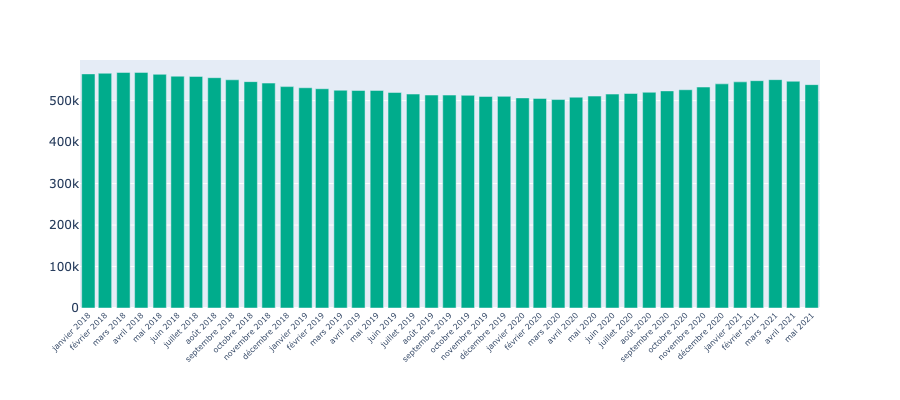 500k
400k
300k
200k
100k
0
janvier 2018
février 2018
mars 2018
avril 2018
mai 2018
juin 2018
juillet 2018
août 2018
septembre 2018
octobre 2018
novembre 2018
décembre 2018
janvier 2019
février 2019
mars 2019
avril 2019
mai 2019
juin 2019
juillet 2019
août 2019
septembre 2019
octobre 2019
novembre 2019
décembre 2019
janvier 2020
février 2020
mars 2020
avril 2020
mai 2020
juin 2020
juillet 2020
août 2020
septembre 2020
octobre 2020
novembre 2020
décembre 2020
janvier 2021
février 2021
mars 2021
avril 2021
mai 2021